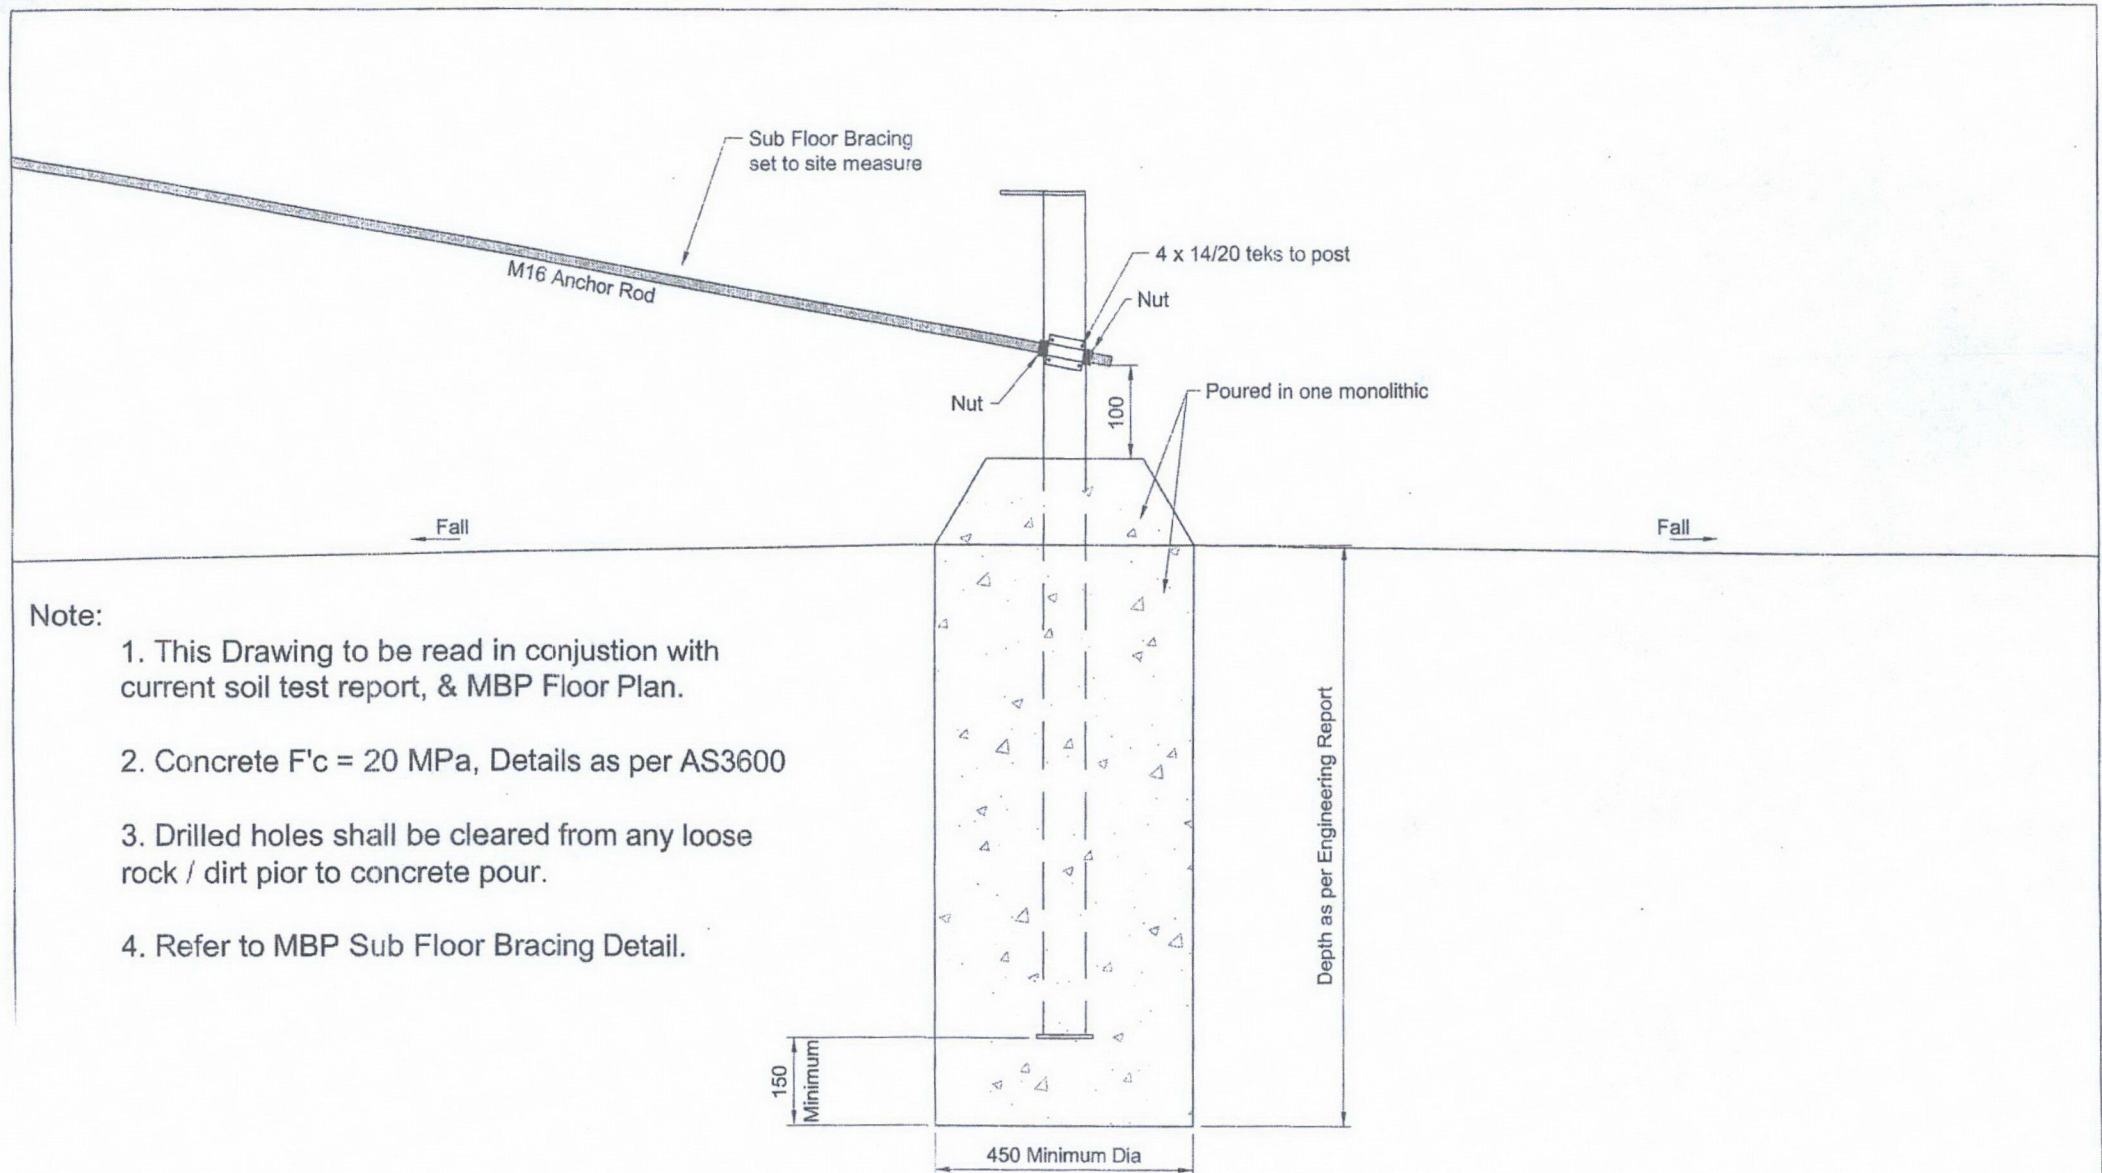 Sub Floor Bracing
set to site measure
M16 Anchor Rod
4 x 14/20 teks to post
Nut
Nut
100
Poured in one monolithic
Fall
Fall
Note:
1. This Drawing to be read in conjustion with
current soil test report, & MBP Floor Plan.
2. Concrete F'c = 20 MPa, Details as per AS3600
3. Drilled holes shall be cleared from any loose
rock / dirt pior to concrete pour.
4. Refer to MBP Sub Floor Bracing Detail.
Depth as per Engineering Report
150
Minimum
450 Minimum Dia